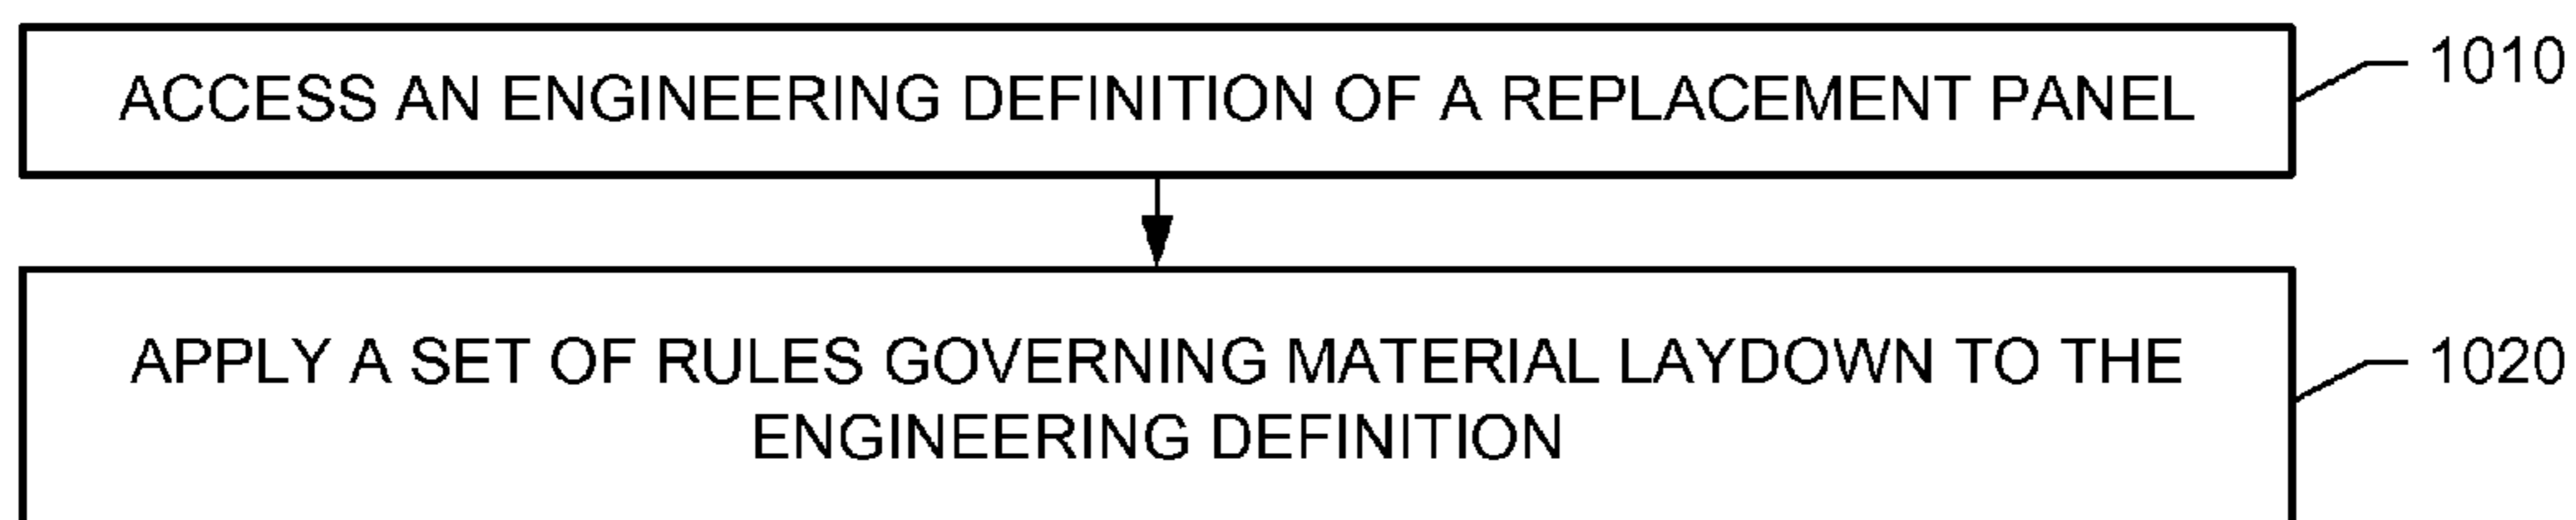 ACCESS AN ENGINEERING DEFINITION OF A REPLACEMENT PANEL
1010
APPLY A SET OF RULES GOVERNING MATERIAL LAYDOWN TO THE
ENGINEERING DEFINITION
1020